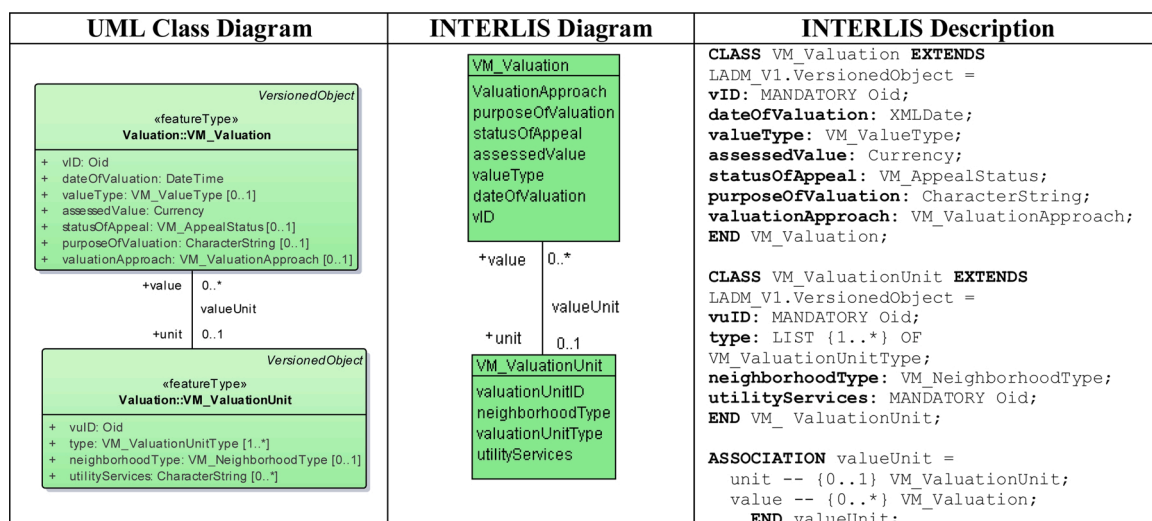 UML Class Diagram
INTERLIS Diagram
INTERLIS Description
VersionedObject
«featureType»
Valuation::VM_Valuation
+ vID: Oid
+ dateOfValuation: DateTime
+ valueType: VM_ValueType [0..1]
+ assessedValue: Currency
+ statusOfAppeal: VM_AppealStatus [0..1]
+ purposeOfValuation: CharacterString [0..1]
+ valuationApproach: VM_ValuationApproach [0..1]
+value 0..*
valueUnit
+unit 0..1
VersionedObject
«featureType»
Valuation::VM_ValuationUnit
+ vuID: Oid
+ type: VM_ValuationUnitType [1..*]
+ neighborhoodType: VM_NeighborhoodType [0..1]
+ utilityServices: CharacterString [0..*]
VM_Valuation
ValuationApproach
purposeOfValuation
statusOfAppeal
assessedValue
valueType
dateOfValuation
vID
+value 0..*
valueUnit
+unit 0..1
VM_ValuationUnit
valuationUnitID
neighborhoodType
valuationUnitType
utilityServices
CLASS VM_Valuation EXTENDS
LADM_V1.VersionedObject =
vID: MANDATORY Oid;
dateOfValuation: XMLDate;
valueType: VM_ValueType;
assessedValue: Currency;
statusOfAppeal: VM_AppealStatus;
purposeOfValuation: CharacterString;
valuationApproach: VM_ValuationApproach;
END VM_Valuation;
CLASS VM_ValuationUnit EXTENDS
LADM_V1.VersionedObject =
vuID: MANDATORY Oid;
type: LIST {1..*} OF
VM_ValuationUnitType;
neighborhoodType: VM_NeighborhoodType;
utilityServices: MANDATORY Oid;
END VM_ ValuationUnit;
ASSOCIATION valueUnit =
unit -- {0..1} VM_ValuationUnit;
value -- {0..*} VM_Valuation;
END valueUnit;